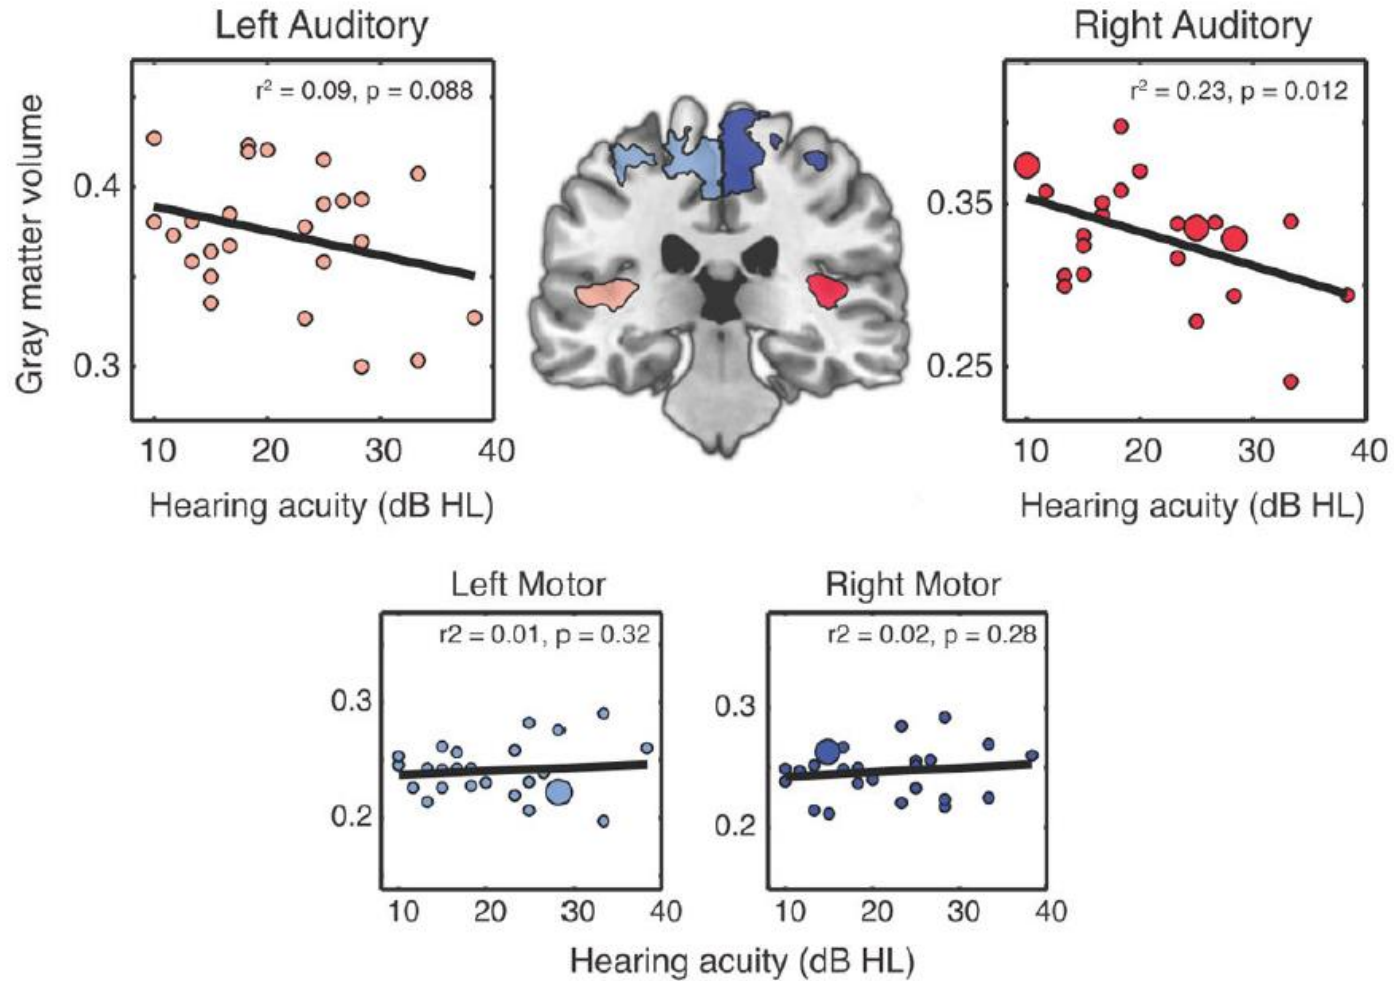 Left Auditory
Right Auditory
r² = 0.09, p = 0.088
r² = 0.23, p = 0.012
Gray matter volume
0.4
0.3
0.35
0.25
10 20 30 40
10 20 30 40
Hearing acuity (dB HL)
Hearing acuity (dB HL)
Left Motor
Right Motor
r2 = 0.01, p = 0.32
r2 = 0.02, p = 0.28
0.3
0.2
0.3
0.2
10 20 30 40
10 20 30 40
Hearing acuity (dB HL)